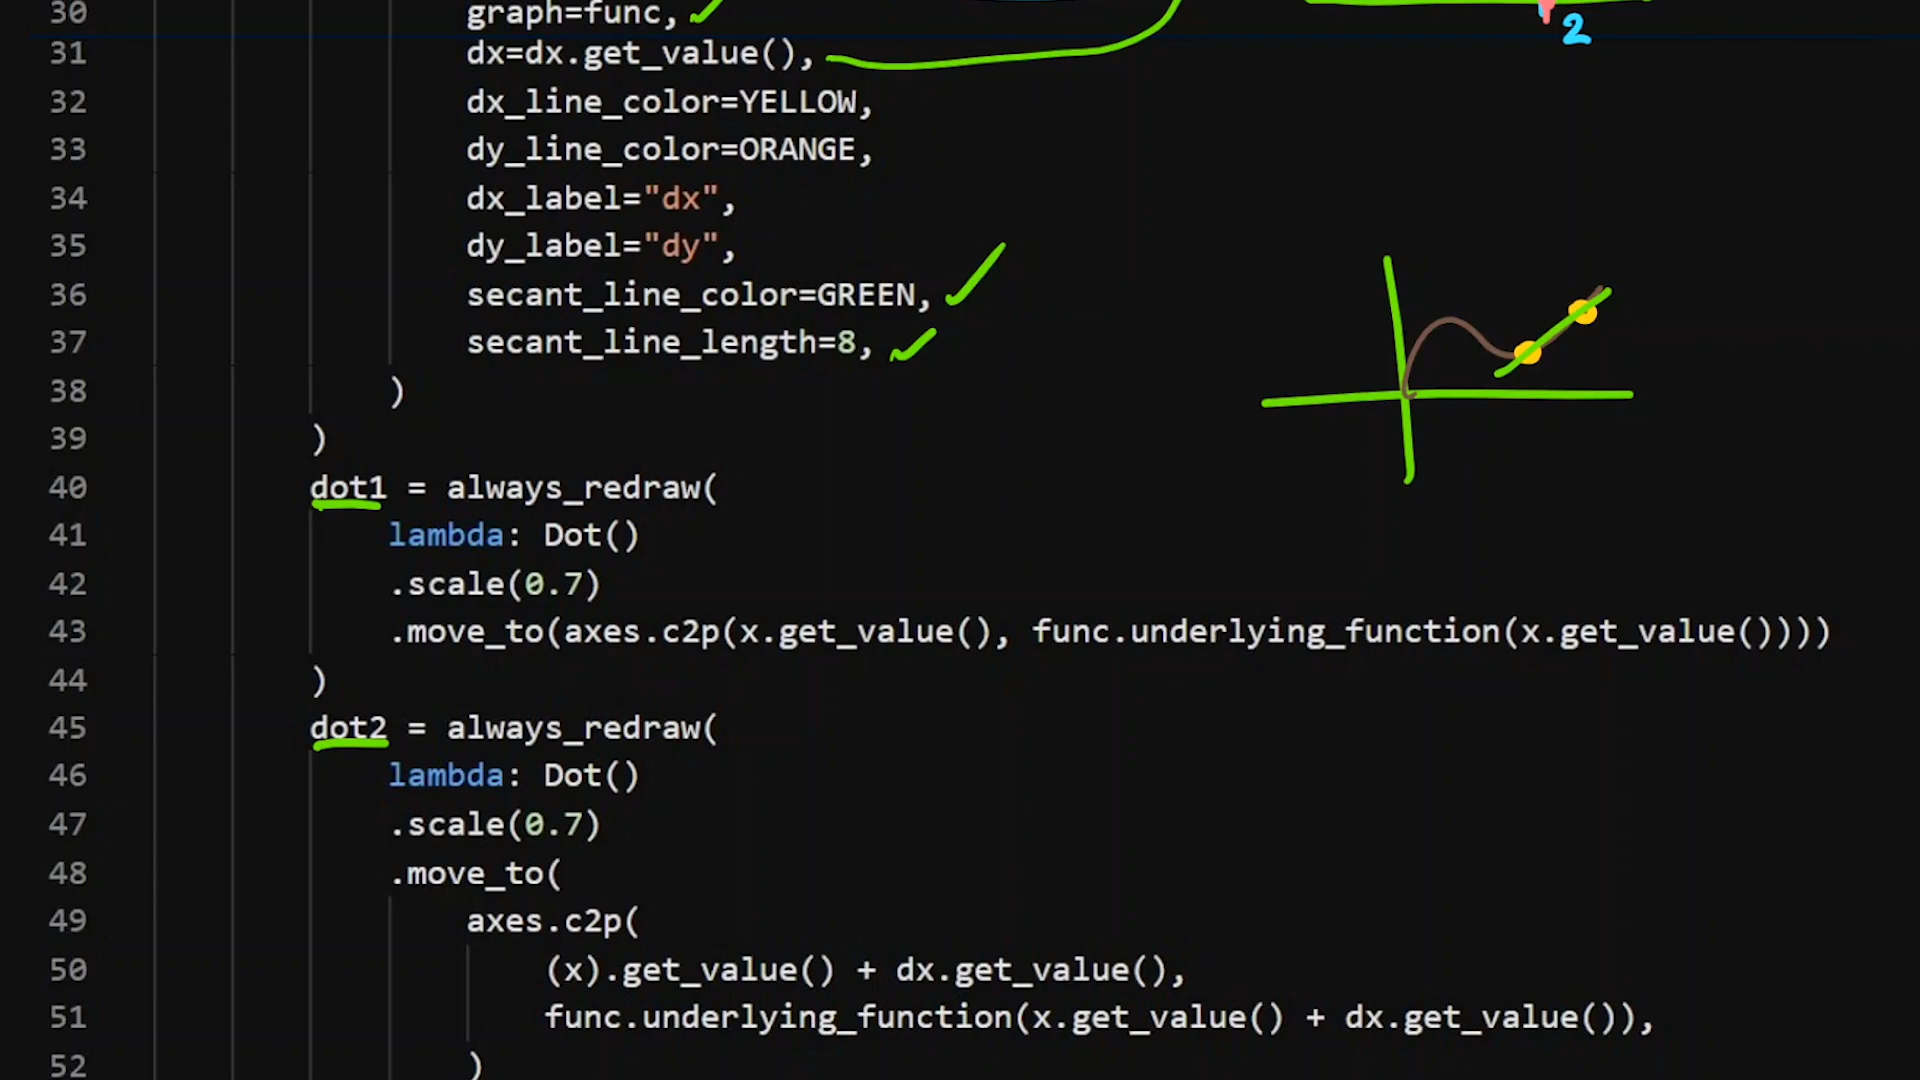 30 graph=func,
31 dx=dx.get_value(),
2
32 dx_line_color=YELLOW,
33 dy_line_color=ORANGE,
34 dx_label="dx",
35 dy_label="dy",
36 secant_line_color=GREEN,
37 secant_line_length=8,
38 )
39 )
40 dot1 = always_redraw(
41 lambda: Dot()
42 .scale(0.7)
43 .move_to(axes.c2p(x.get_value(), func.underlying_function(x.get_value())))
44 )
45 dot2 = always_redraw(
46 lambda: Dot()
47 .scale(0.7)
48 .move_to(
49 axes.c2p(
50 (x).get_value() + dx.get_value(),
51 func.underlying_function(x.get_value() + dx.get_value()),
52 )